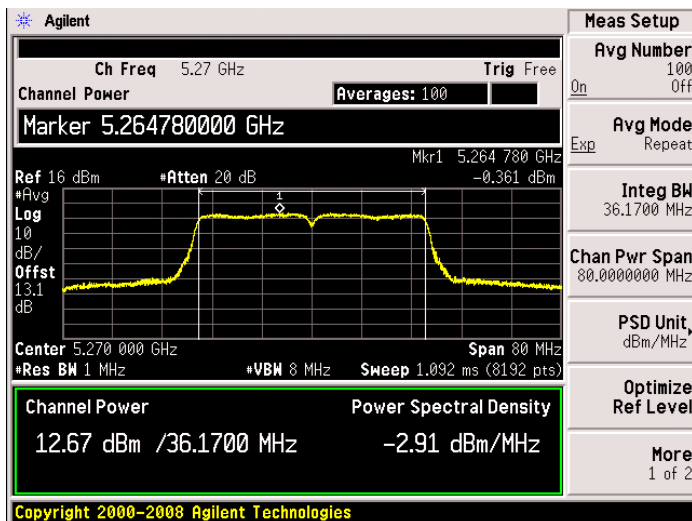 Agilent
Ch Freq 5.27 GHz Trig Free
Channel Power Averages: 100
Marker 5.264780000 GHz
Mkr1 5.264 780 GHz
Ref 16 dBm #Atten 20 dB -0.361 dBm
#Avg
Log
10
dB/
Offst
13.1
dB
1
Center 5.270 000 GHz Span 80 MHz
#Res BW 1 MHz #VBW 8 MHz Sweep 1.092 ms (8192 pts)
Channel Power Power Spectral Density
12.67 dBm /36.1700 MHz -2.91 dBm/MHz
Copyright 2000-2008 Agilent Technologies
Meas Setup
Avg Number
100
On Off
Avg Mode
Exp Repeat
Integ BW
36.1700 MHz
Chan Pwr Span
80.0000000 MHz
PSD Unit
dBm/MHz
Optimize
Ref Level
More
1 of 2